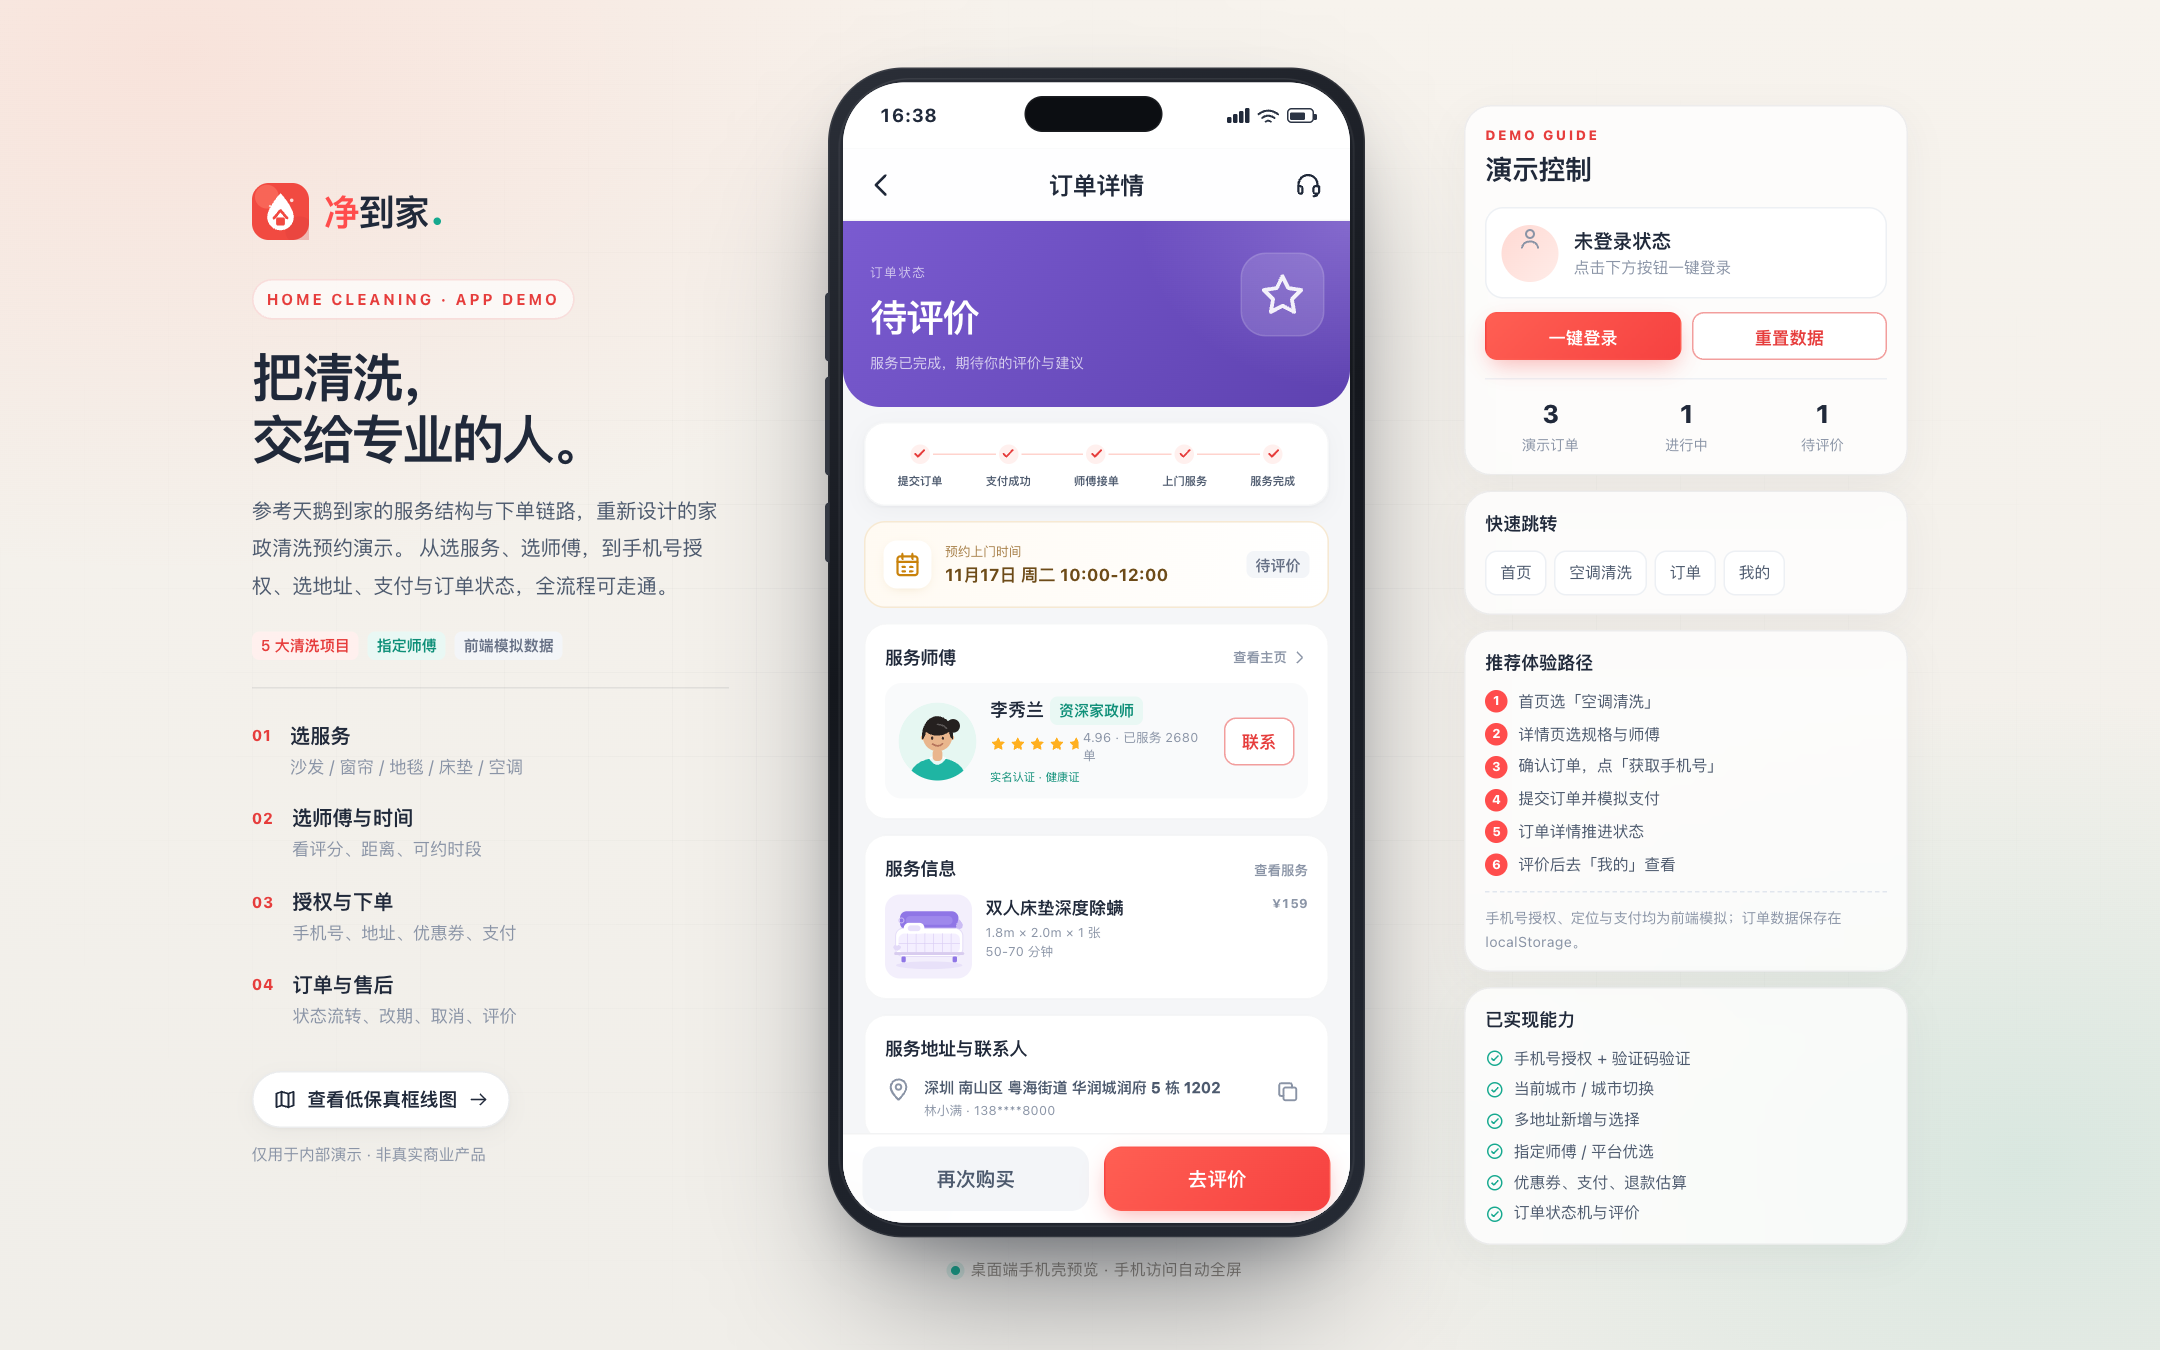 净到家.
HOME CLEANING · APP DEMO
把清洗，
交给专业的人。
参考天鹅到家的服务结构与下单链路，重新设计的家
政清洗预约演示。 从选服务、选师傅，到手机号授
权、选地址、支付与订单状态，全流程可走通。
5 大清洗项目
指定师傅
前端模拟数据
01 选服务
沙发 / 窗帘 / 地毯 / 床垫 / 空调
02 选师傅与时间
看评分、距离、可约时段
03 授权与下单
手机号、地址、优惠券、支付
04 订单与售后
状态流转、改期、取消、评价
查看低保真框线图 →
仅用于内部演示 · 非真实商业产品
16:38
订单详情
订单状态
待评价
服务已完成，期待你的评价与建议
提交订单
支付成功
师傅接单
上门服务
服务完成
预约上门时间
11月17日 周二 10:00-12:00
待评价
服务师傅
查看主页
李秀兰
资深家政师
4.96 · 已服务 2680
单
实名认证 · 健康证
联系
服务信息
查看服务
双人床垫深度除螨
¥159
1.8m × 2.0m × 1 张
50-70 分钟
服务地址与联系人
深圳 南山区 粤海街道 华润城润府 5 栋 1202
林小满 · 138****8000
再次购买
去评价
桌面端手机壳预览 · 手机访问自动全屏
DEMO GUIDE
演示控制
未登录状态
点击下方按钮一键登录
一键登录
重置数据
3
演示订单
1
进行中
1
待评价
快速跳转
首页
空调清洗
订单
我的
推荐体验路径
1 首页选「空调清洗」
2 详情页选规格与师傅
3 确认订单，点「获取手机号」
4 提交订单并模拟支付
5 订单详情推进状态
6 评价后去「我的」查看
手机号授权、定位与支付均为前端模拟；订单数据保存在
localStorage。
已实现能力
手机号授权 + 验证码验证
当前城市 / 城市切换
多地址新增与选择
指定师傅 / 平台优选
优惠券、支付、退款估算
订单状态机与评价